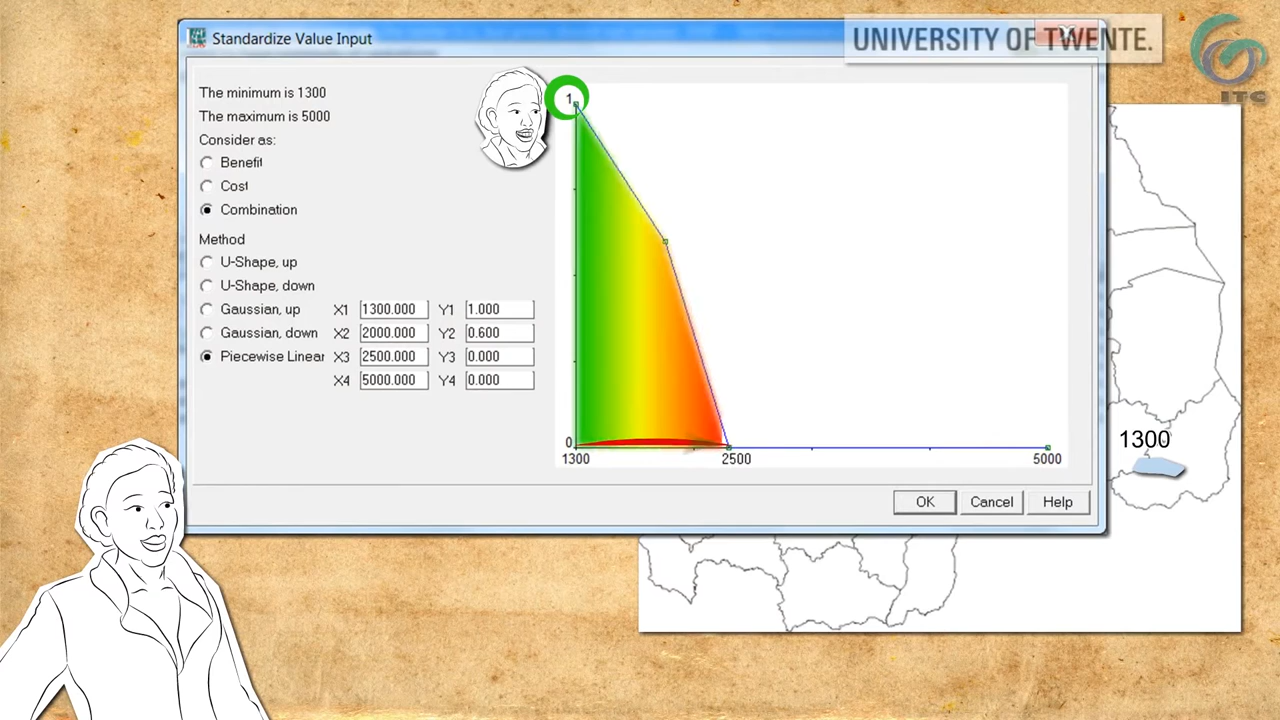 Standardize Value Input
UNIVERSITY OF TWENTE.
ITC
The minimum is 1300
The maximum is 5000
Consider as:
Benefit
Cost
Combination
Method
U-Shape, up
U-Shape, down
Gaussian, up X1 1300.000 Y1 1.000
Gaussian, down X2 2000.000 Y2 0.600
Piecewise Linear X3 2500.000 Y3 0.000
X4 5000.000 Y4 0.000
1
0
1300 2500 5000
1300
OK Cancel Help